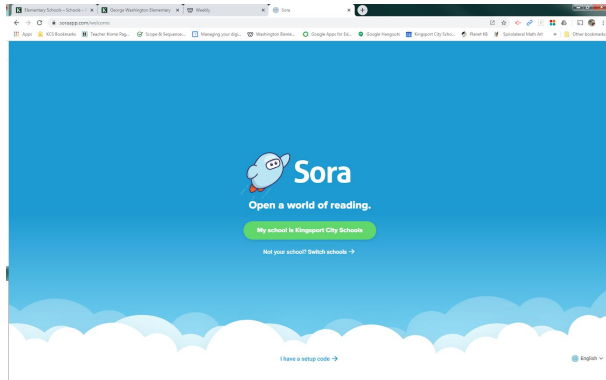 Elementary Schools – Schools –
George Washington Elementary
Weebly
Sora
soraapp.com/welcome
Apps
KCS Bookmarks
Teacher Home Pag...
Scope & Sequence...
Managing your digi...
Washington Eleme...
Google Apps for Ed...
Google Hangouts
Kingsport City Scho...
Planet KB
Spirolateral Math Art
Other bookmarks
Sora
Open a world of reading.
My school is Kingsport City Schools
Not your school? Switch schools →
I have a setup code →
English